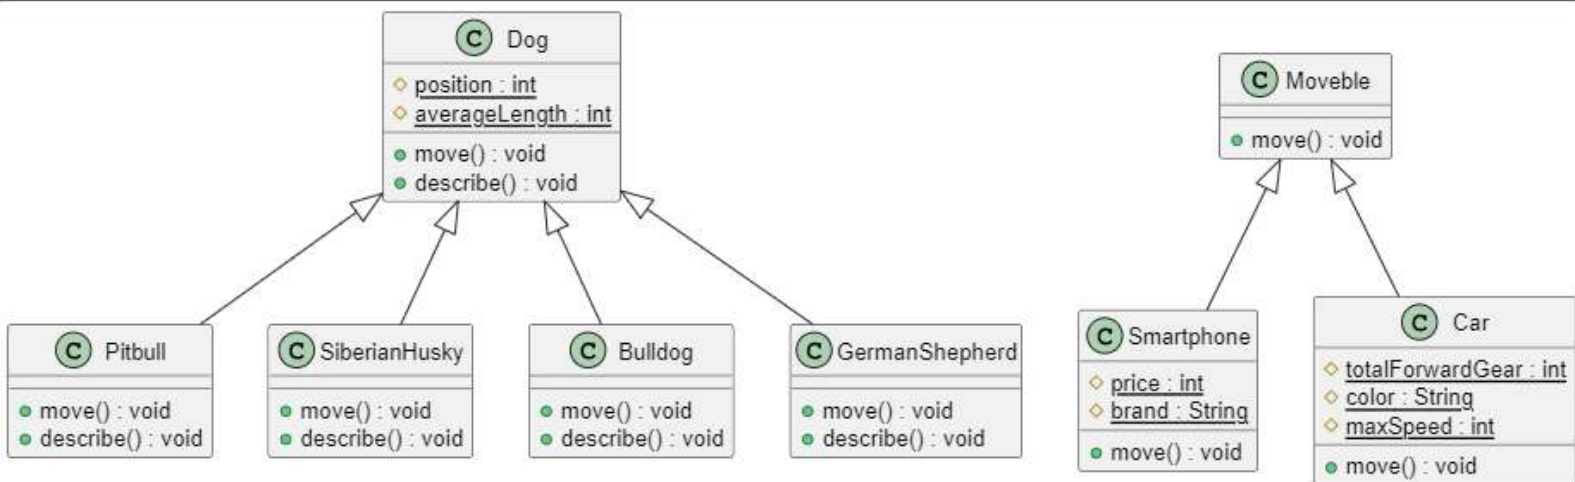 C Dog
position : int
averageLength : int
move() : void
describe() : void
C Moveble
move() : void
C Pitbull
move() : void
describe() : void
C SiberianHusky
move() : void
describe() : void
C Bulldog
move() : void
describe() : void
C GermanShepherd
move() : void
describe() : void
C Smartphone
price : int
brand : String
move() : void
C Car
totalForwardGear : int
color : String
maxSpeed : int
move() : void